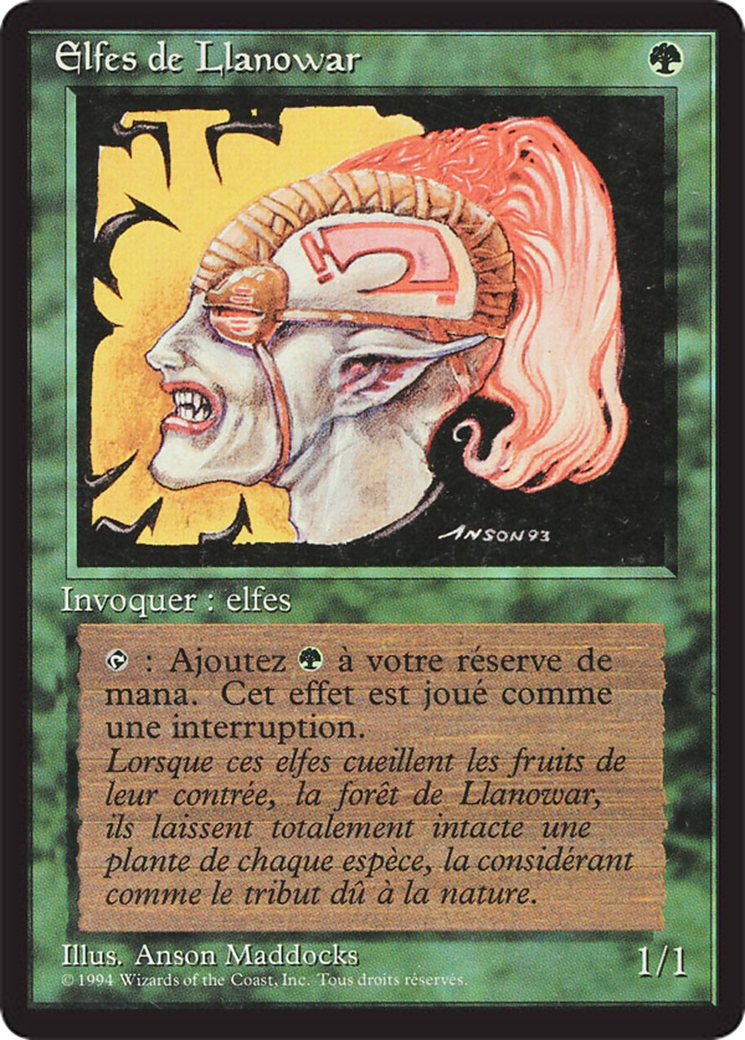 Elfes de Llanowar
ANSON93
Invoquer : elfes
: Ajoutez à votre réserve de
mana. Cet effet est joué comme
une interruption.
Lorsque ces elfes cueillent les fruits de
leur contrée, la forêt de Llanowar,
ils laissent totalement intacte une
plante de chaque espèce, la considérant
comme le tribut dû à la nature.
Illus. Anson Maddocks
1/1
© 1994 Wizards of the Coast, Inc. Tous droits réservés.